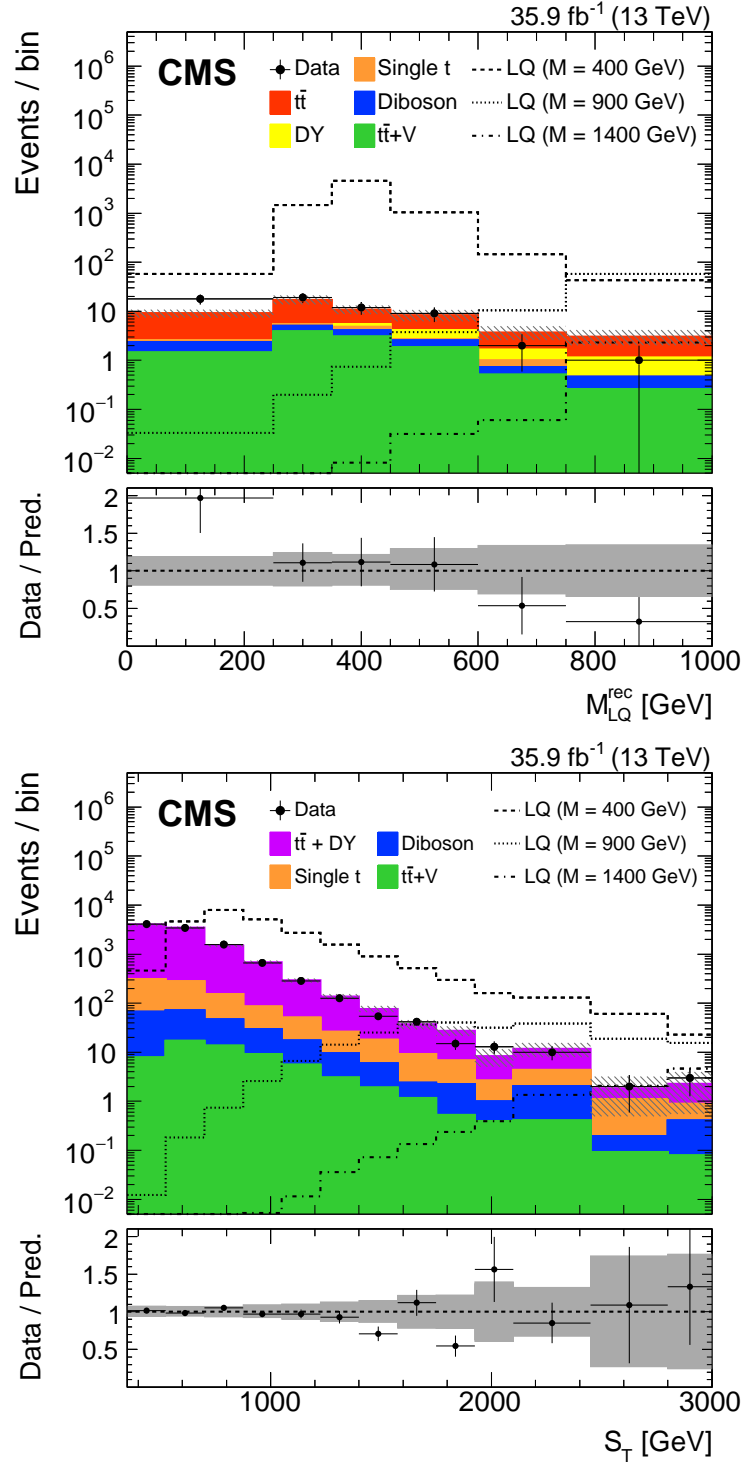 35.9 fb⁻¹ (13 TeV)
CMS
Data
Single t
LQ (M = 400 GeV)
tt̄
Diboson
LQ (M = 900 GeV)
DY
tt̄+V
LQ (M = 1400 GeV)
Events / bin
10⁶
10⁵
10⁴
10³
10²
10
1
10⁻¹
10⁻²
Data / Pred.
2
1.5
1
0.5
0 200 400 600 800 1000
M_LQ^rec [GeV]
35.9 fb⁻¹ (13 TeV)
CMS
Data
LQ (M = 400 GeV)
tt̄ + DY
Diboson
LQ (M = 900 GeV)
Single t
tt̄+V
LQ (M = 1400 GeV)
Events / bin
10⁶
10⁵
10⁴
10³
10²
10
1
10⁻¹
10⁻²
Data / Pred.
2
1.5
1
0.5
1000 2000 3000
S_T [GeV]